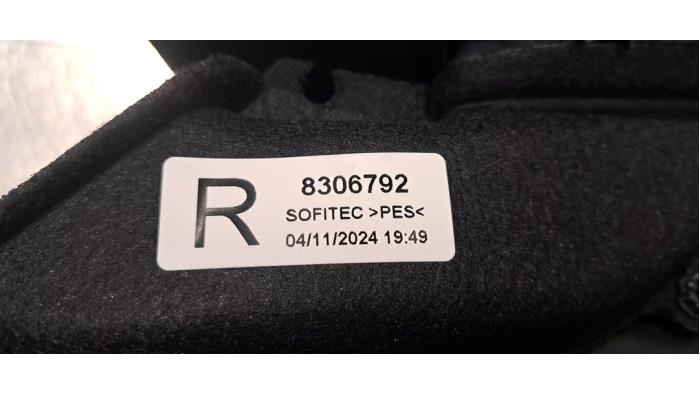 R
8306792
SOFITEC >PES<
04/11/2024 19:49